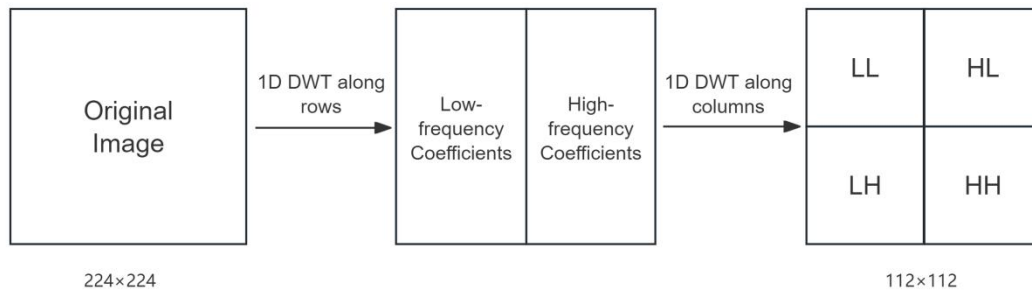 Original
Image
1D DWT along
rows
Low-
frequency
Coefficients
High-
frequency
Coefficients
1D DWT along
columns
LL
HL
LH
HH
224×224
112×112